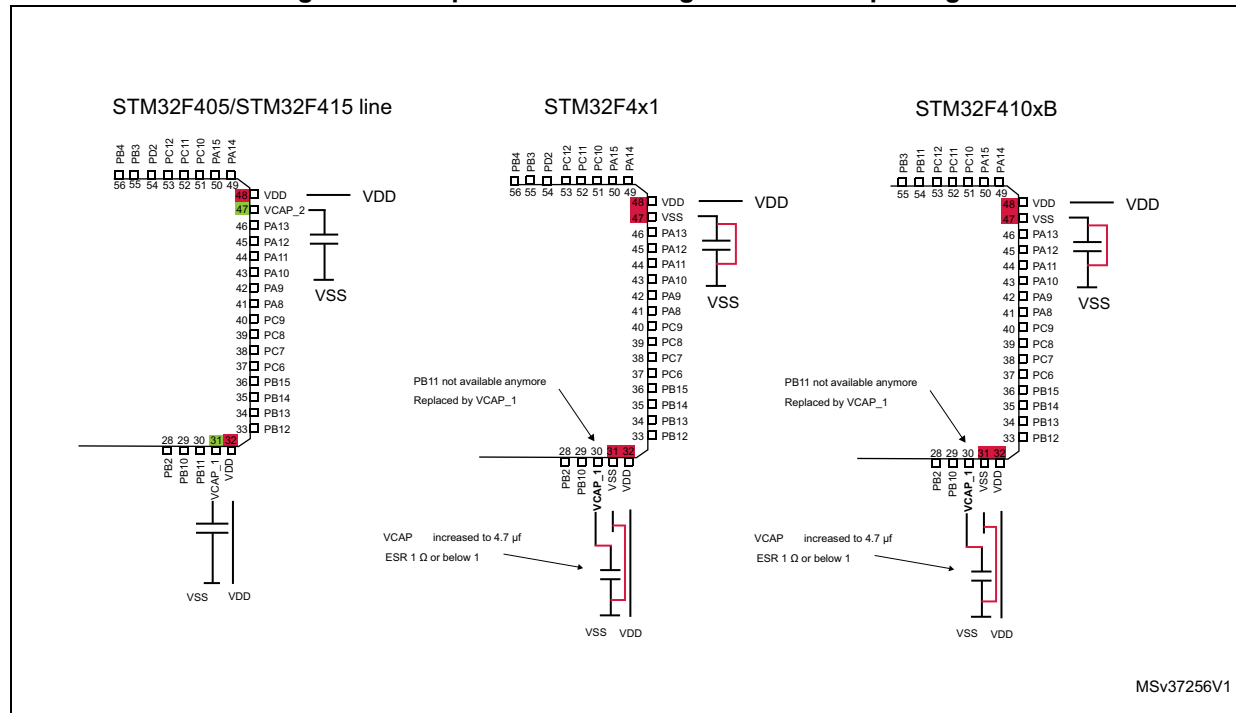 STM32F405/STM32F415 line
PB4
PB3
PD2
PC12
PC11
PC10
PA15
PA14
56 55 54 53 52 51 50 49
48 VDD
47 VCAP_2
46 PA13
45 PA12
44 PA11
43 PA10
42 PA9
41 PA8
40 PC9
39 PC8
38 PC7
37 PC6
36 PB15
35 PB14
34 PB13
33 PB12
VDD
VSS
28 29 30 31 32
PB2
PB10
PB11
VCAP_1
VDD
VSS VDD
STM32F4x1
PB4
PB3
PD2
PC12
PC11
PC10
PA15
PA14
56 55 54 53 52 51 50 49
48 VDD
47 VSS
46 PA13
45 PA12
44 PA11
43 PA10
42 PA9
41 PA8
40 PC9
39 PC8
38 PC7
37 PC6
36 PB15
35 PB14
34 PB13
33 PB12
VDD
VSS
PB11 not available anymore
Replaced by VCAP_1
28 29 30 31 32
PB2
PB10
VCAP_1
VSS
VDD
VCAP increased to 4.7 µf
ESR 1 Ω or below 1
VSS VDD
STM32F410xB
PB3
PB11
PC12
PC11
PC10
PA15
PA14
55 54 53 52 51 50 49
48 VDD
47 VSS
46 PA13
45 PA12
44 PA11
43 PA10
42 PA9
41 PA8
40 PC9
39 PC8
38 PC7
37 PC6
36 PB15
35 PB14
34 PB13
33 PB12
VDD
VSS
PB11 not available anymore
Replaced by VCAP_1
28 29 30 31 32
PB2
PB10
VCAP_1
VSS
VDD
VCAP increased to 4.7 µf
ESR 1 Ω or below 1
VSS VDD
MSv37256V1